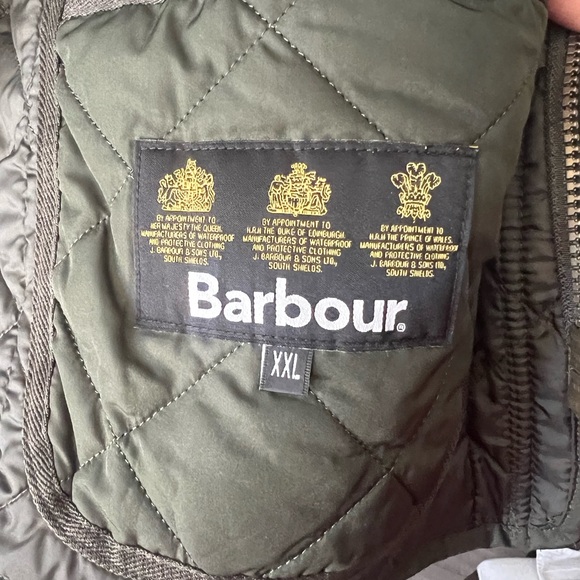 BY APPOINTMENT TO
HER MAJESTY THE QUEEN.
MANUFACTURERS OF WATERPROOF
AND PROTECTIVE CLOTHING
J. BARBOUR & SONS LTD.,
SOUTH SHIELDS.
BY APPOINTMENT TO
H.R.H. THE DUKE OF EDINBURGH.
MANUFACTURERS OF WATERPROOF
AND PROTECTIVE CLOTHING
J. BARBOUR & SONS LTD.,
SOUTH SHIELDS.
BY APPOINTMENT TO
H.R.H. THE PRINCE OF WALES.
MANUFACTURERS OF WATERPROOF
AND PROTECTIVE CLOTHING
J. BARBOUR & SONS LTD.
SOUTH SHIELDS.
Barbour®
XXL